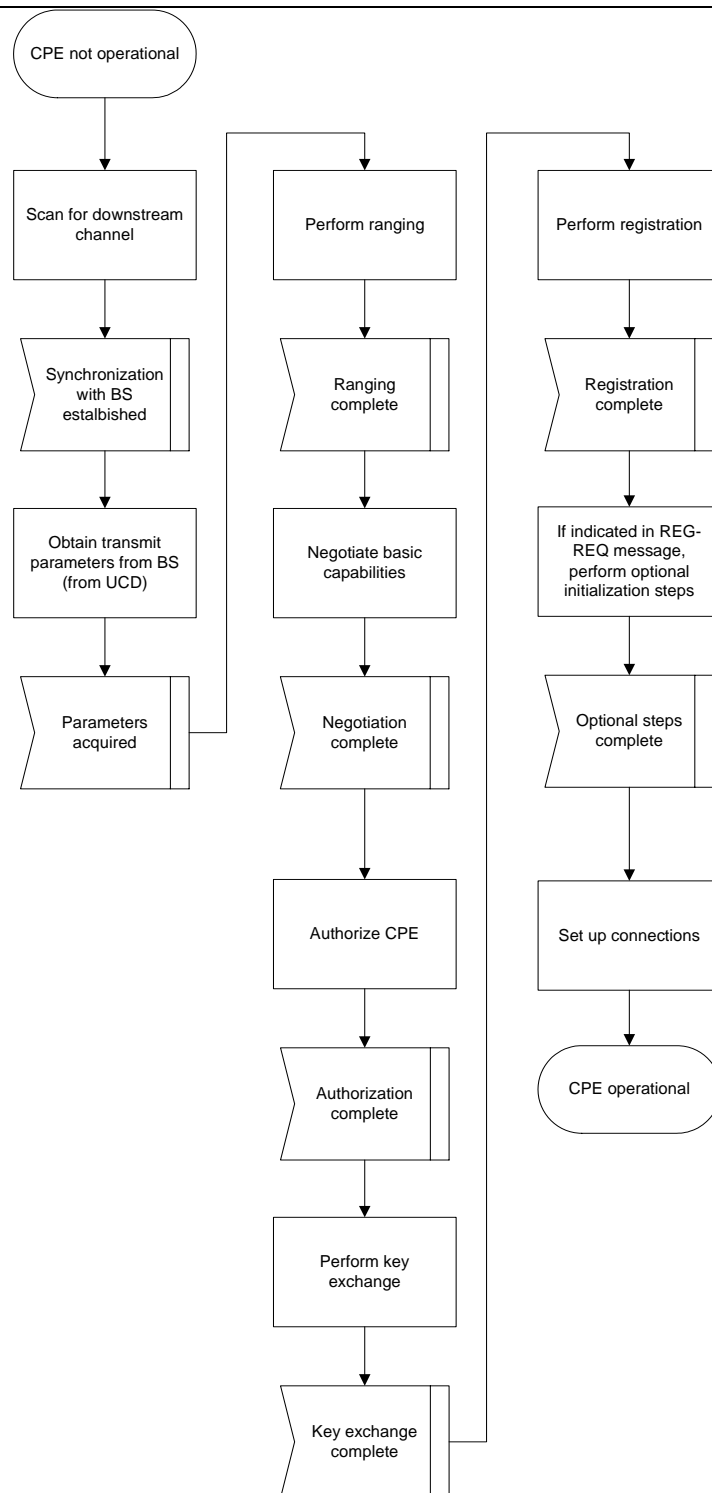 CPE not operational
Scan for downstream
channel
Synchronization
with BS
estalbished
Obtain transmit
parameters from BS
(from UCD)
Parameters
acquired
Perform ranging
Ranging
complete
Negotiate basic
capabilities
Negotiation
complete
Authorize CPE
Authorization
complete
Perform key
exchange
Key exchange
complete
Perform registration
Registration
complete
If indicated in REG-
REQ message,
perform optional
initialization steps
Optional steps
complete
Set up connections
CPE operational